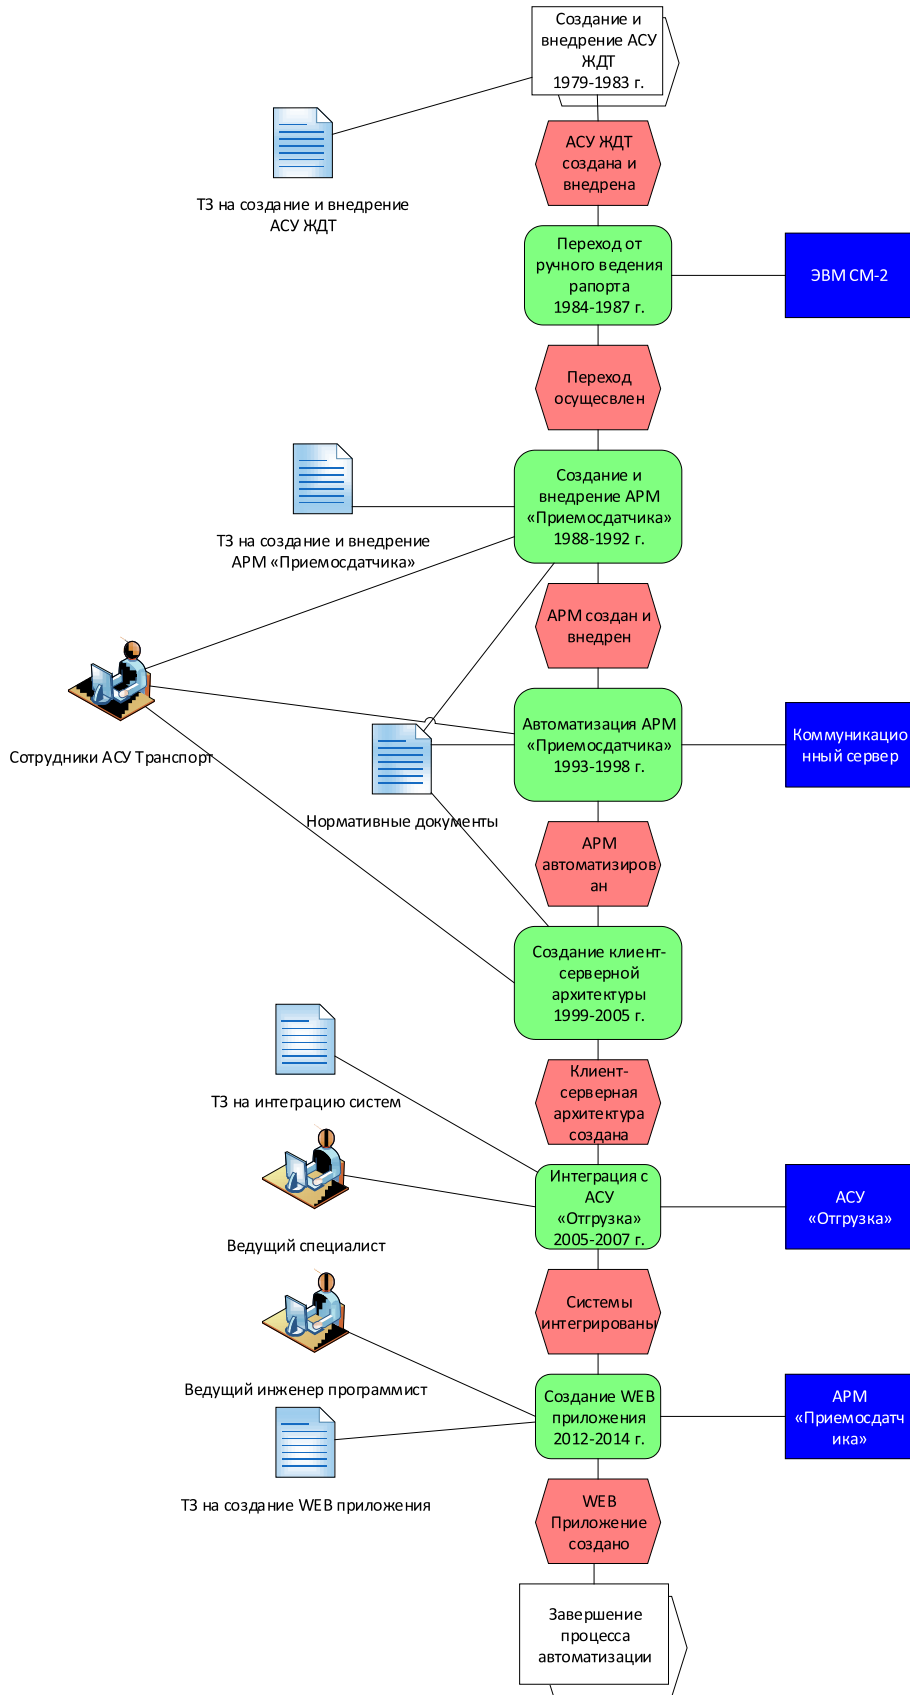 Создание и
внедрение АСУ
ЖДТ
1979-1983 г.
ТЗ на создание и внедрение
АСУ ЖДТ
АСУ ЖДТ
создана и
внедрена
Переход от
ручного ведения
рапорта
1984-1987 г.
ЭВМ СМ-2
Переход
осущесвлен
Создание и
внедрение АРМ
«Приемосдатчика»
1988-1992 г.
ТЗ на создание и внедрение
АРМ «Приемосдатчика»
АРМ создан и
внедрен
Сотрудники АСУ Транспорт
Автоматизация АРМ
«Приемосдатчика»
1993-1998 г.
Коммуникацио
нный сервер
Нормативные документы
АРМ
автоматизиров
ан
Создание клиент-
серверной
архитектуры
1999-2005 г.
ТЗ на интеграцию систем
Клиент-
серверная
архитектура
создана
Ведущий специалист
Интеграция с
АСУ
«Отгрузка»
2005-2007 г.
АСУ
«Отгрузка»
Системы
интегрированы
Ведущий инженер программист
Создание WEB
приложения
2012-2014 г.
АРМ
«Приемосдатч
ика»
ТЗ на создание WEB приложения
WEB
Приложение
создано
Завершение
процесса
автоматизации